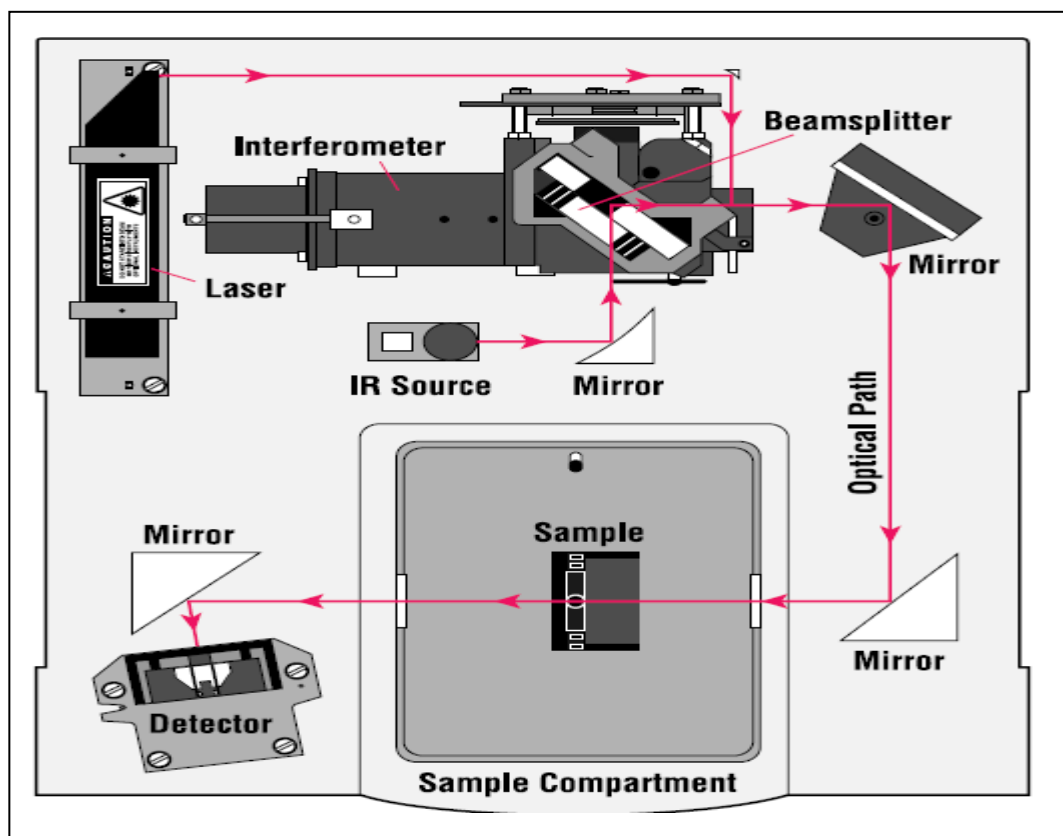 Beamsplitter
Interferometer
CAUTION
Laser
Mirror
IR Source
Mirror
Optical Path
Mirror
Sample
Mirror
Detector
Sample Compartment